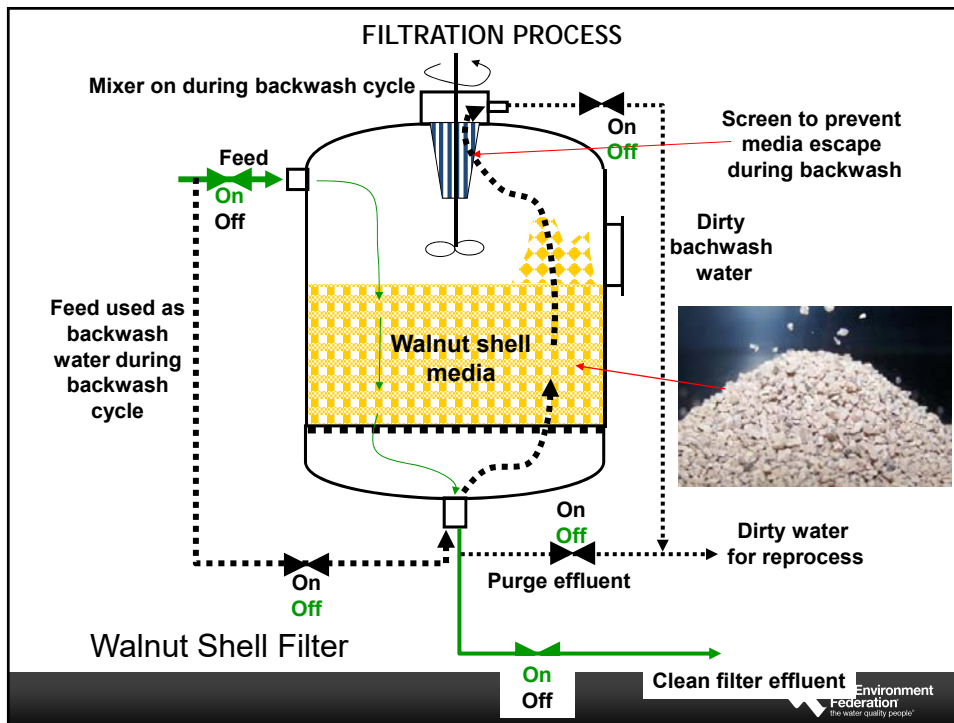 FILTRATION PROCESS
Mixer on during backwash cycle
On
Off
Screen to prevent
media escape
during backwash
Feed
On
Off
Dirty
bachwash
water
Feed used as
backwash
water during
backwash
cycle
Walnut shell
media
On
Off
Purge effluent
Dirty water
for reprocess
On
Off
Walnut Shell Filter
On
Off
Clean filter effluent
Environment
Federation
the water quality people